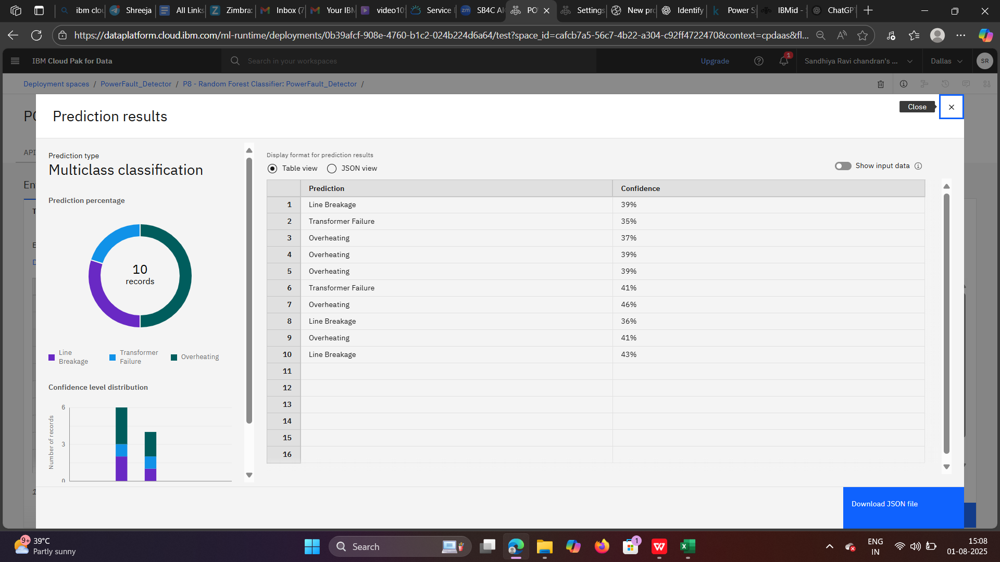 ibm clou
Shreeja
All Links
Zimbra:
Inbox (7
Your IBM
video10
Service
SB4C AI
PO
Settings
New pro
Identify
Power S
IBMid -
ChatGPT
https://dataplatform.cloud.ibm.com/ml-runtime/deployments/0b39afcf-908e-4760-b1c2-024b224d6a64/test?space_id=cafcb7a5-56c7-4b22-a304-c92ff4722470&context=cpdaas&fl...
IBM Cloud Pak for Data
Search in your workspaces
Upgrade
1
Sandhiya Ravi chandran's ...
Dallas
SR
Deployment spaces / PowerFault_Detector / P8 - Random Forest Classifier: PowerFault_Detector /
Prediction results
Close
API
Prediction type
Multiclass classification
Prediction percentage
10
records
Line Breakage
Transformer Failure
Overheating
Confidence level distribution
Number of records
6
3
0
Display format for prediction results
Table view
JSON view
Show input data
Prediction Confidence
1 Line Breakage 39%
2 Transformer Failure 35%
3 Overheating 37%
4 Overheating 39%
5 Overheating 39%
6 Transformer Failure 41%
7 Overheating 46%
8 Line Breakage 36%
9 Overheating 41%
10 Line Breakage 43%
11
12
13
14
15
16
Download JSON file
9+
39°C
Partly sunny
Search
1
ENG
IN
15:08
01-08-2025